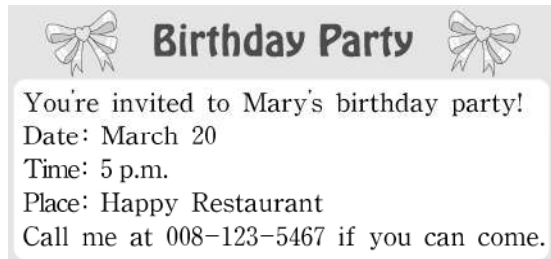 Birthday Party
You're invited to Mary's birthday party!
Date: March 20
Time: 5 p.m.
Place: Happy Restaurant
Call me at 008-123-5467 if you can come.